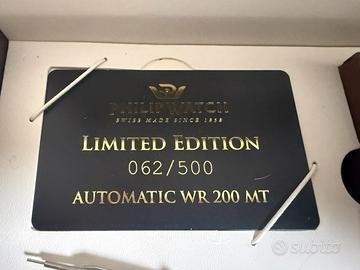 PHILIP WATCH
SWISS MADE SINCE 1858
LIMITED EDITION
062/500
AUTOMATIC WR 200 MT
subito